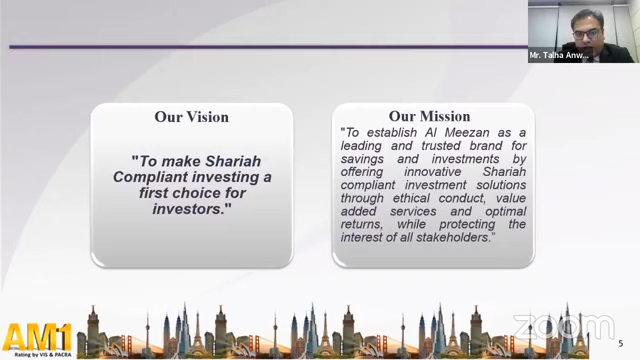 Mr. Talha Anw...
Our Vision
"To make Shariah
Compliant investing a
first choice for
investors."
Our Mission
"To establish Al Meezan as a
leading and trusted brand for
savings and investments by
offering innovative Shariah
compliant investment solutions
through ethical conduct, value
added services and optimal
returns, while protecting the
interest of all stakeholders."
AM1
Rating by VIS & PACRA
zoom
5